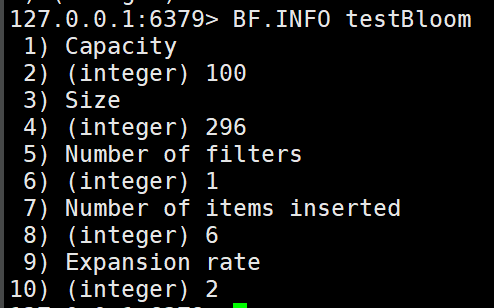 127.0.0.1:6379> BF.INFO testBloom
1) Capacity
2) (integer) 100
3) Size
4) (integer) 296
5) Number of filters
6) (integer) 1
7) Number of items inserted
8) (integer) 6
9) Expansion rate
10) (integer) 2